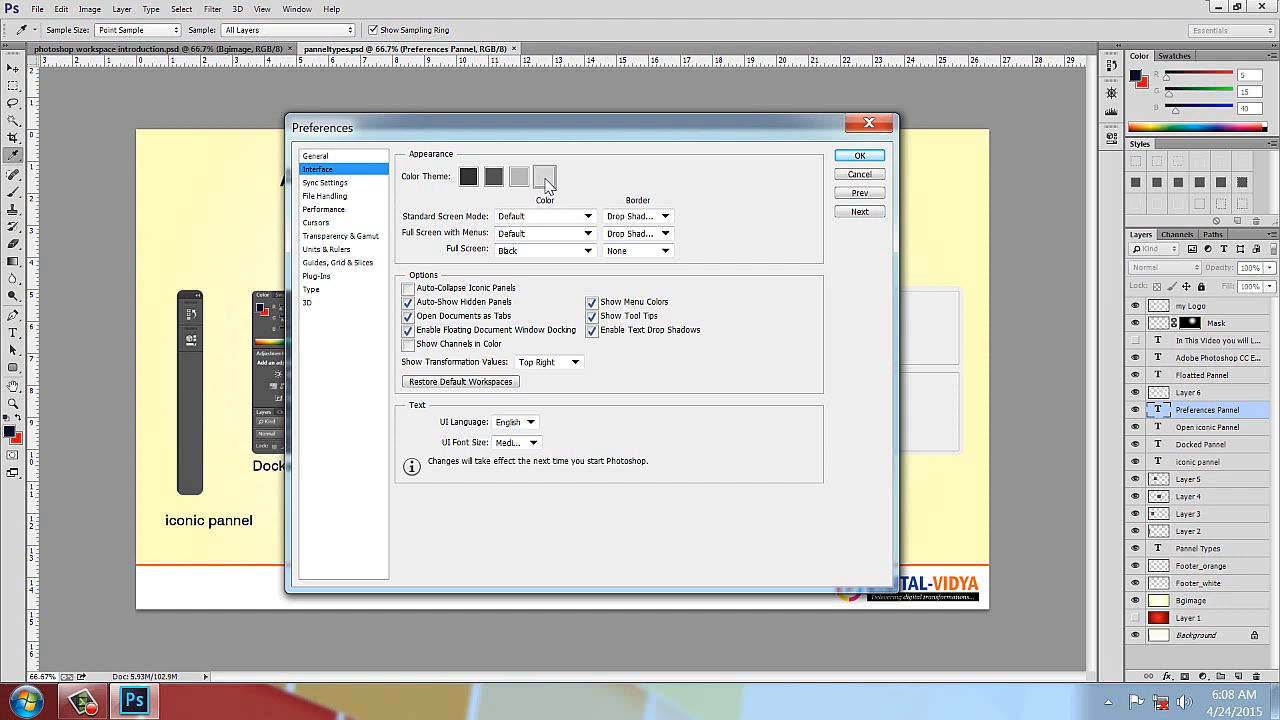 Ps File Edit Image Layer Type Select Filter 3D View Window Help
Sample Size: Point Sample Sample: All Layers Show Sampling Ring Essentials
photoshop workspace introduction.psd @ 66.7% (Bgimage, RGB/8) × panneltypes.psd @ 66.7% (Preferences Pannel, RGB/8) ×
Preferences
General
Interface
Sync Settings
File Handling
Performance
Cursors
Transparency & Gamut
Units & Rulers
Guides, Grid & Slices
Plug-Ins
Type
3D
Appearance
Color Theme:
Color Border
Standard Screen Mode: Default Drop Shad...
Full Screen with Menus: Default Drop Shad...
Full Screen: Black None
Options
Auto-Collapse Iconic Panels
Auto-Show Hidden Panels Show Menu Colors
Open Documents as Tabs Show Tool Tips
Enable Floating Document Window Docking Enable Text Drop Shadows
Show Channels in Color
Show Transformation Values: Top Right
Restore Default Workspaces
Text
UI Language: English
UI Font Size: Medi...
Changes will take effect the next time you start Photoshop.
OK
Cancel
Prev
Next
Dock
iconic pannel
ITAL-VIDYA
Delevering digital transformations...
Color Swatches
R 5
G 15
B 40
Styles
Layers Channels Paths
Kind
Normal Opacity: 100%
Lock: Fill: 100%
my Logo
Mask
In This Video you will L...
Adobe Photoshop CC E...
Floatted Pannel
Layer 6
Preferences Pannel
Open iconic Pannel
Docked Pannel
iconic pannel
Layer 5
Layer 4
Layer 3
Layer 2
Pannel Types
Footer_orange
Footer_white
Bgimage
Layer 1
Background
66.67% Doc: 5.93M/102.9M
Ps
6:08 AM
4/24/2015